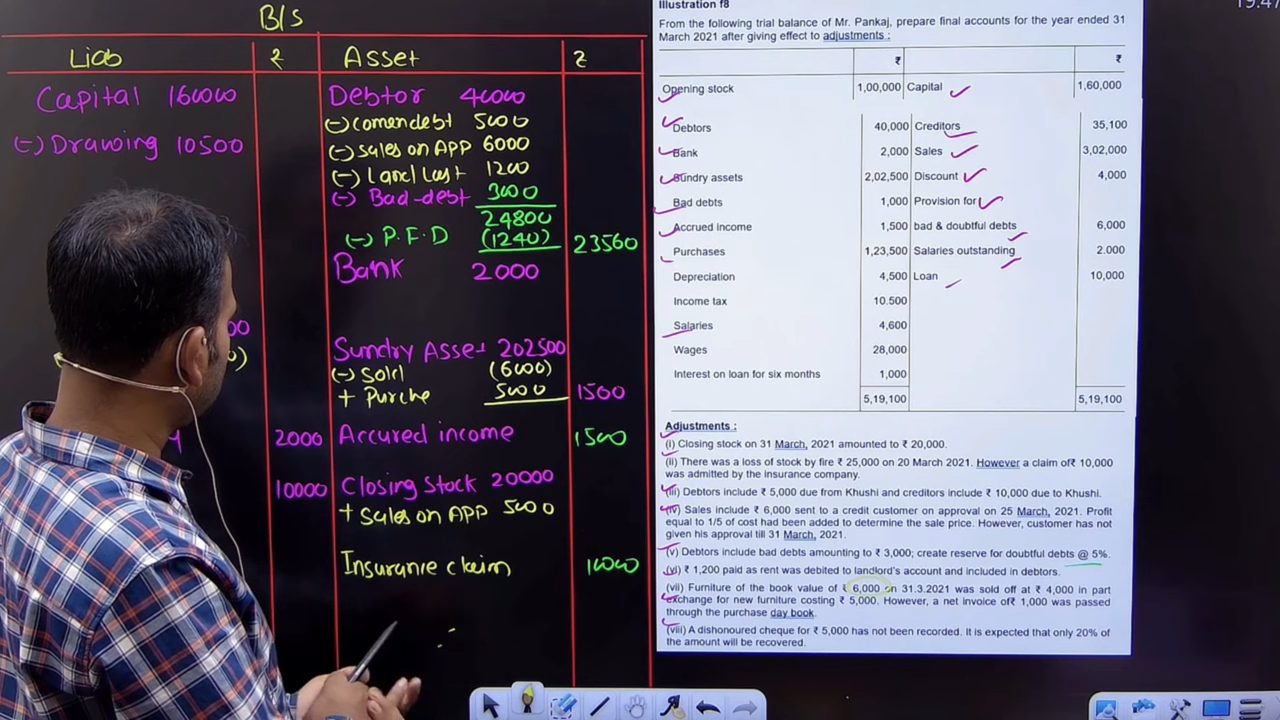 B/S
Liab ₹ Asset ₹
Capital 160000
(-) Drawing 10500
2000
10000
Debtor 40000
(-) comen debt 5000
(-) Sales on APP 6000
(-) Land Last 1200
(-) Bad-debt 3000
24800
(-) P.F.D (1240) 23560
Bank 2000
Sundry Asset 202500
(-) Sold (6000)
+ Purche 5000 1500
Accured income 1500
Closing Stock 20000
+ Sales on APP 5000
Insurance claim 10000
Illustration f8
From the following trial balance of Mr. Pankaj, prepare final accounts for the year ended 31
March 2021 after giving effect to adjustments :
₹ ₹
Opening stock 1,00,000 Capital 1,60,000
Debtors 40,000 Creditors 35,100
Bank 2,000 Sales 3,02,000
Sundry assets 2,02,500 Discount 4,000
Bad debts 1,000 Provision for
Accrued income 1,500 bad & doubtful debts 6,000
Purchases 1,23,500 Salaries outstanding 2.000
Depreciation 4,500 Loan 10,000
Income tax 10.500
Salaries 4,600
Wages 28,000
Interest on loan for six months 1,000
5,19,100 5,19,100
Adjustments :
(i) Closing stock on 31 March, 2021 amounted to ₹ 20,000.
(ii) There was a loss of stock by fire ₹ 25,000 on 20 March 2021. However a claim of₹ 10,000
was admitted by the insurance company.
(iii) Debtors include ₹ 5,000 due from Khushi and creditors include ₹ 10,000 due to Khushi.
(iv) Sales include ₹ 6,000 sent to a credit customer on approval on 25 March, 2021. Profit
equal to 1/5 of cost had been added to determine the sale price. However, customer has not
given his approval till 31 March, 2021.
(v) Debtors include bad debts amounting to ₹ 3,000; create reserve for doubtful debts @ 5%.
(vi) ₹ 1,200 paid as rent was debited to landlord's account and included in debtors.
(vii) Furniture of the book value of ₹ 6,000 on 31.3.2021 was sold off at ₹ 4,000 in part
exchange for new furniture costing ₹ 5,000. However, a net invoice of₹ 1,000 was passed
through the purchase day book.
(viii) A dishonoured cheque for ₹ 5,000 has not been recorded. It is expected that only 20% of
the amount will be recovered.